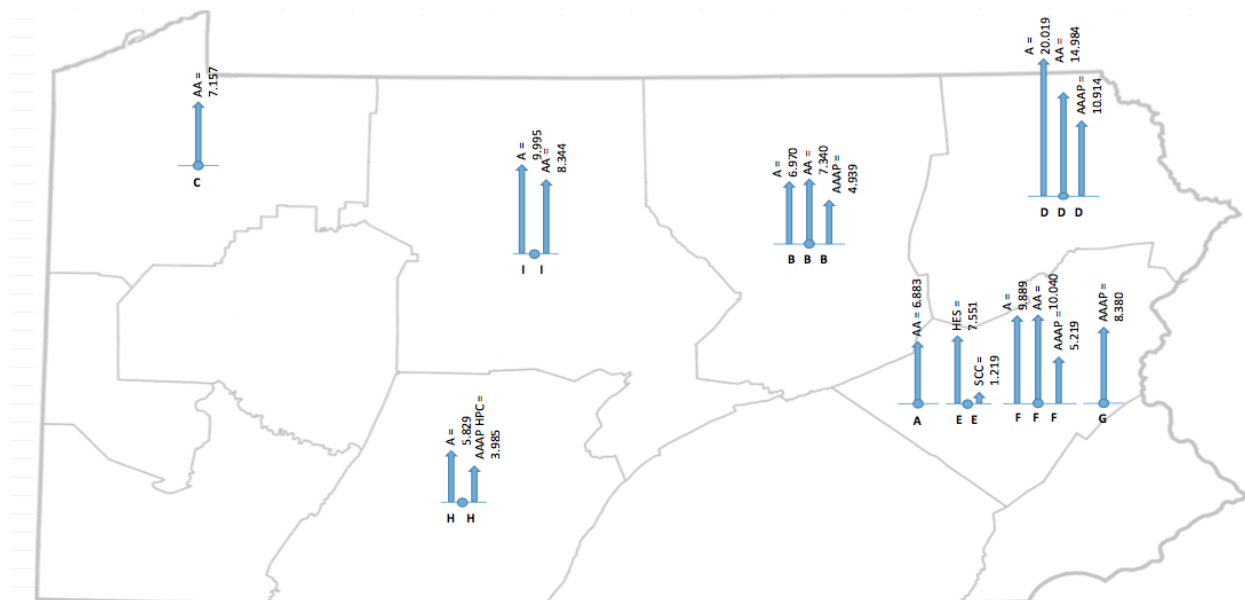 AA =
7.157
C
A =
9.995
AA=
8.344
I I
A =
6.970
AA =
7.340
AAAP=
4.939
B B B
A =
20.019
AA =
14.984
AAAP=
10.914
D D D
AA = 6.883
A
HES =
7.551
SCC =
1.219
E E
A =
9.889
AA =
10.040
AAAP =
5.219
F F F
AAAP =
8.380
G
A =
5.829
AAAP HPC=
3.985
H H